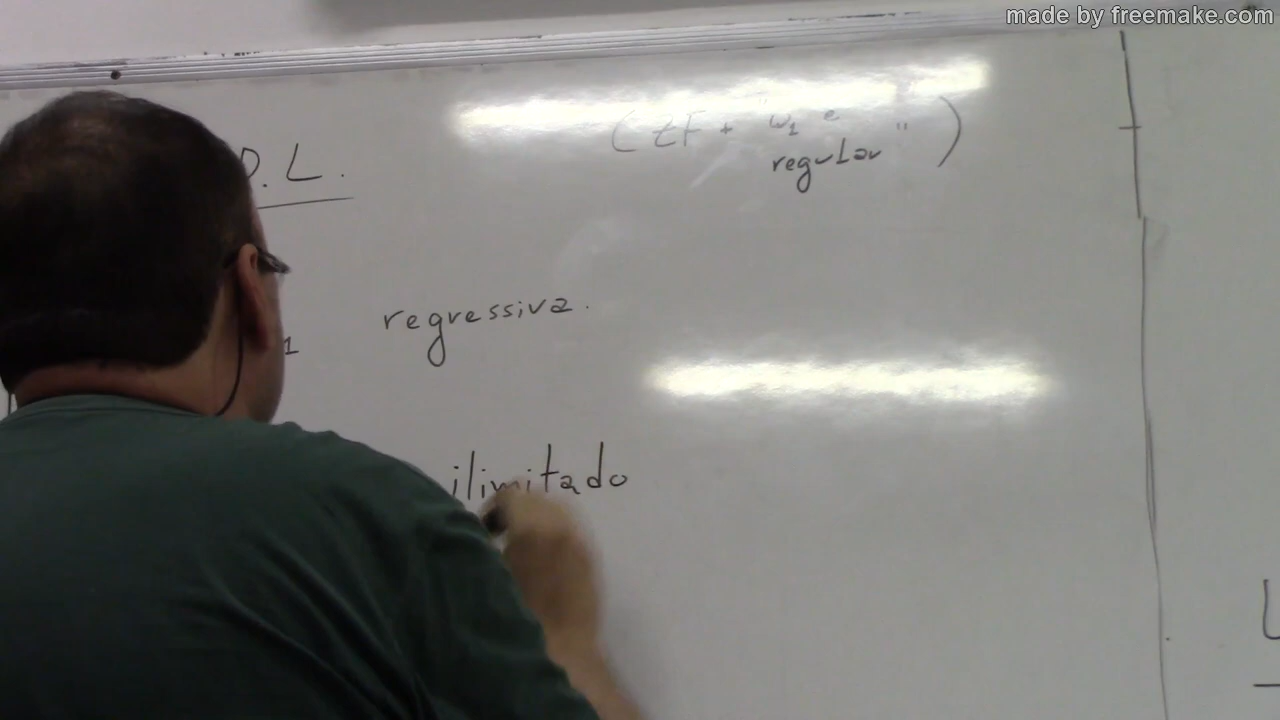 made by freemake.com
(ZF + "ω₁ e
regular")
P.L.
regressiva.
1
ilimitado